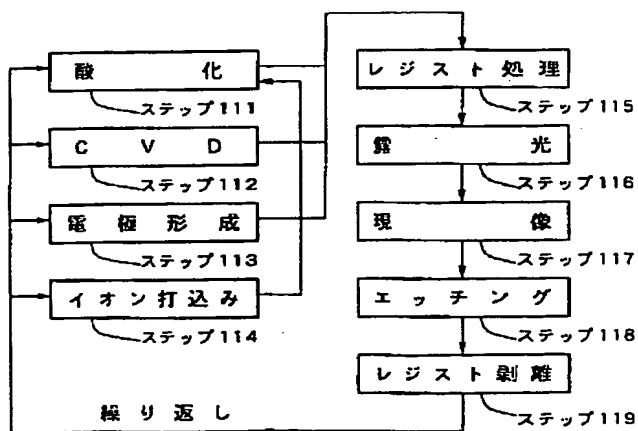 酸化
ステップ111
CVD
ステップ112
電極形成
ステップ113
イオン打込み
ステップ114
繰り返し
レジスト処理
ステップ115
露光
ステップ116
現像
ステップ117
エッチング
ステップ118
レジスト剥離
ステップ119